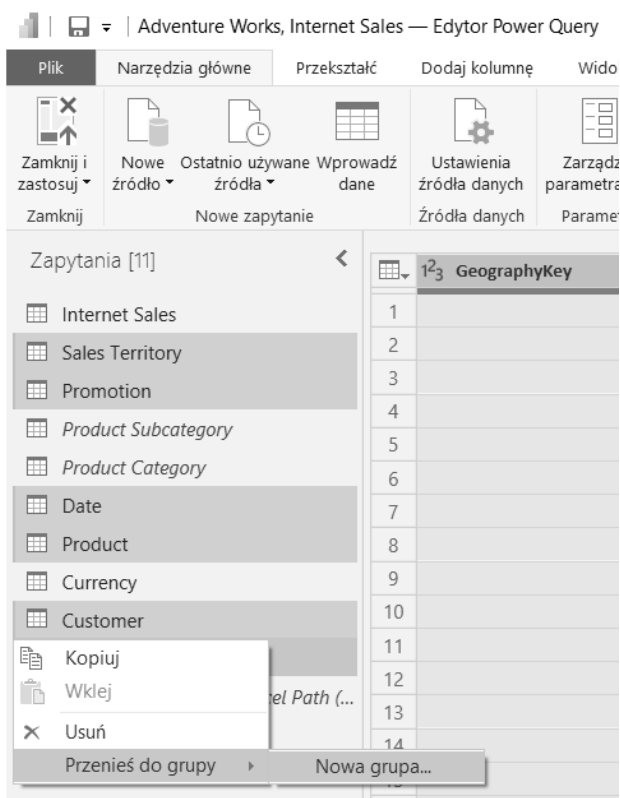 Adventure Works, Internet Sales — Edytor Power Query
Plik Narzędzia główne Przekształć Dodaj kolumnę
Zamknij i zastosuj
Nowe źródło
Ostatnio używane źródła
Wprowadź dane
Ustawienia źródła danych
Zamknij Nowe zapytanie Źródła danych
Zapytania [11]
123 GeographyKey
Internet Sales
Sales Territory
Promotion
Product Subcategory
Product Category
Date
Product
Currency
Customer
Kopiuj
Wklej
Path (...
Usuń
Przenieś do grupy
Nowa grupa...
1
2
3
4
5
6
7
8
9
10
11
12
13
14